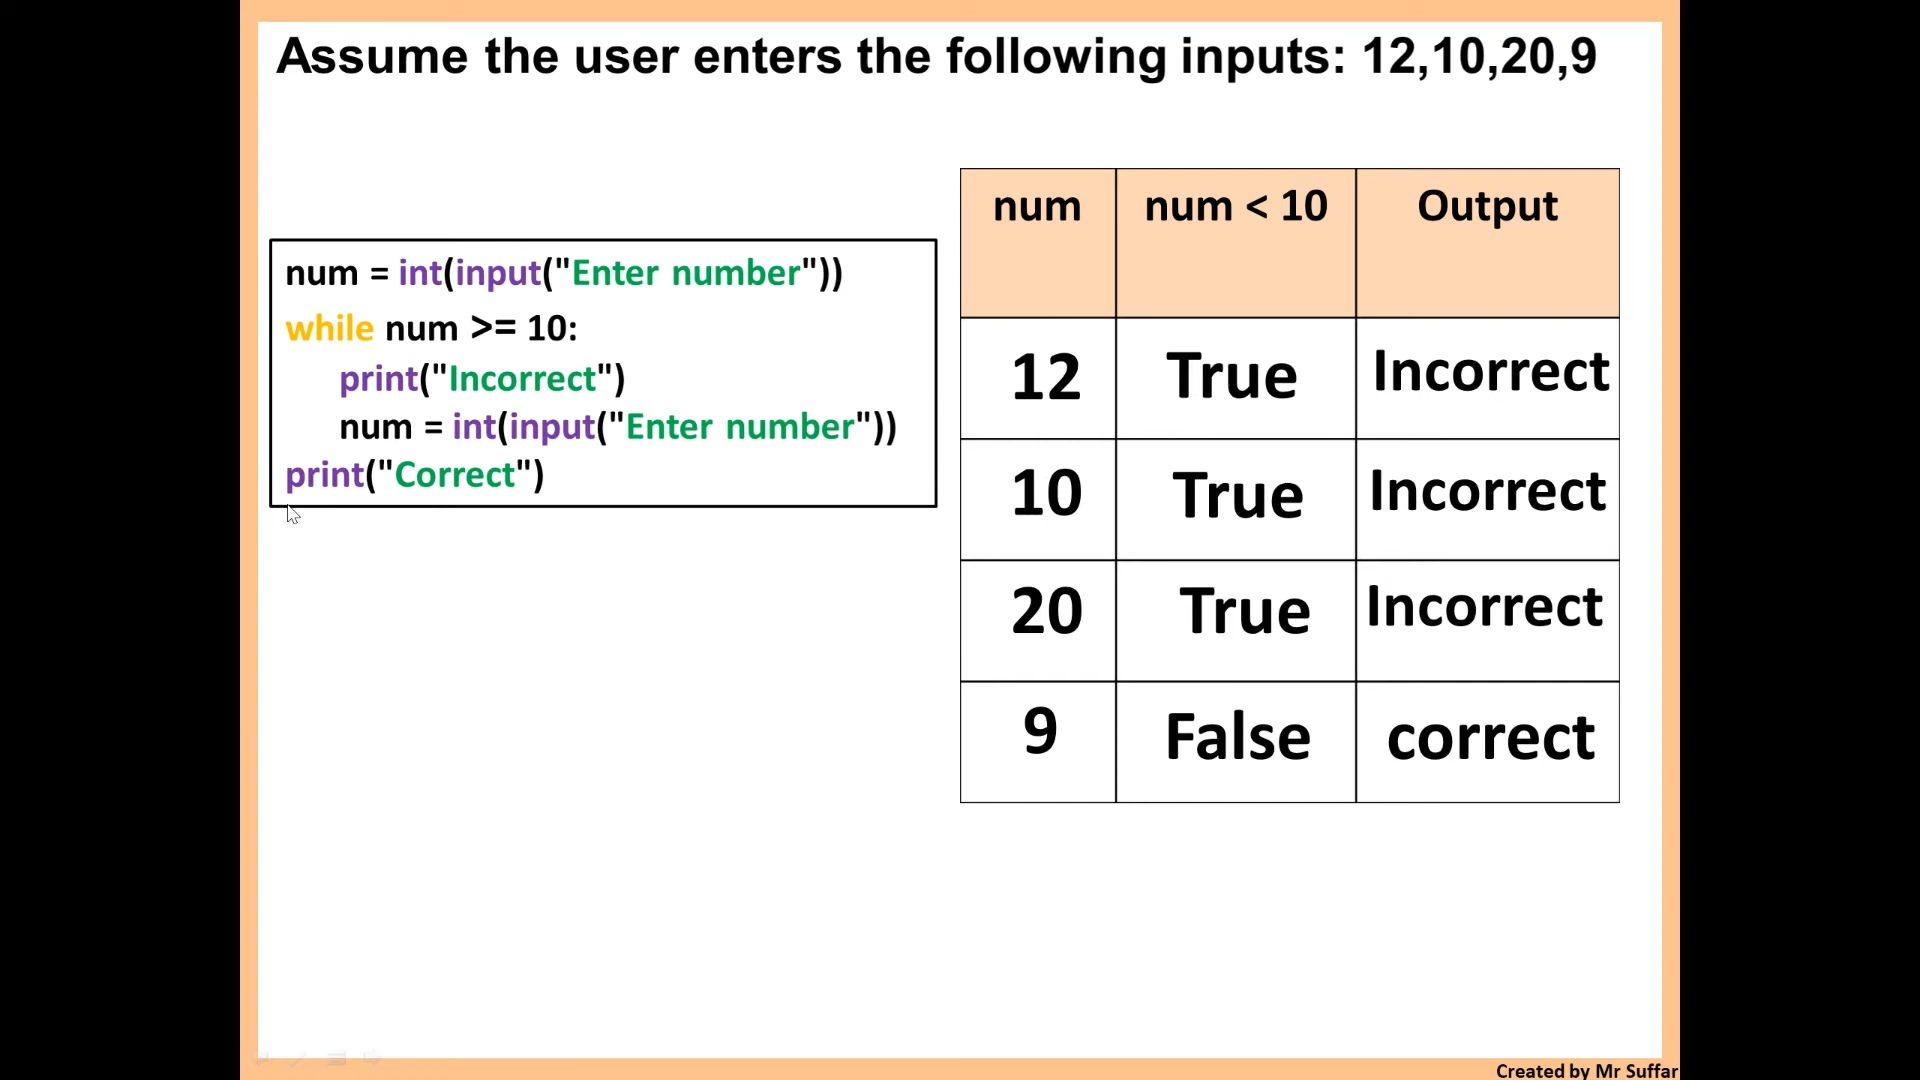 Assume the user enters the following inputs: 12,10,20,9
num = int(input("Enter number"))
while num >= 10:
print("Incorrect")
num = int(input("Enter number"))
print("Correct")
num num < 10 Output
12 True Incorrect
10 True Incorrect
20 True Incorrect
9 False correct
Created by Mr Suffar